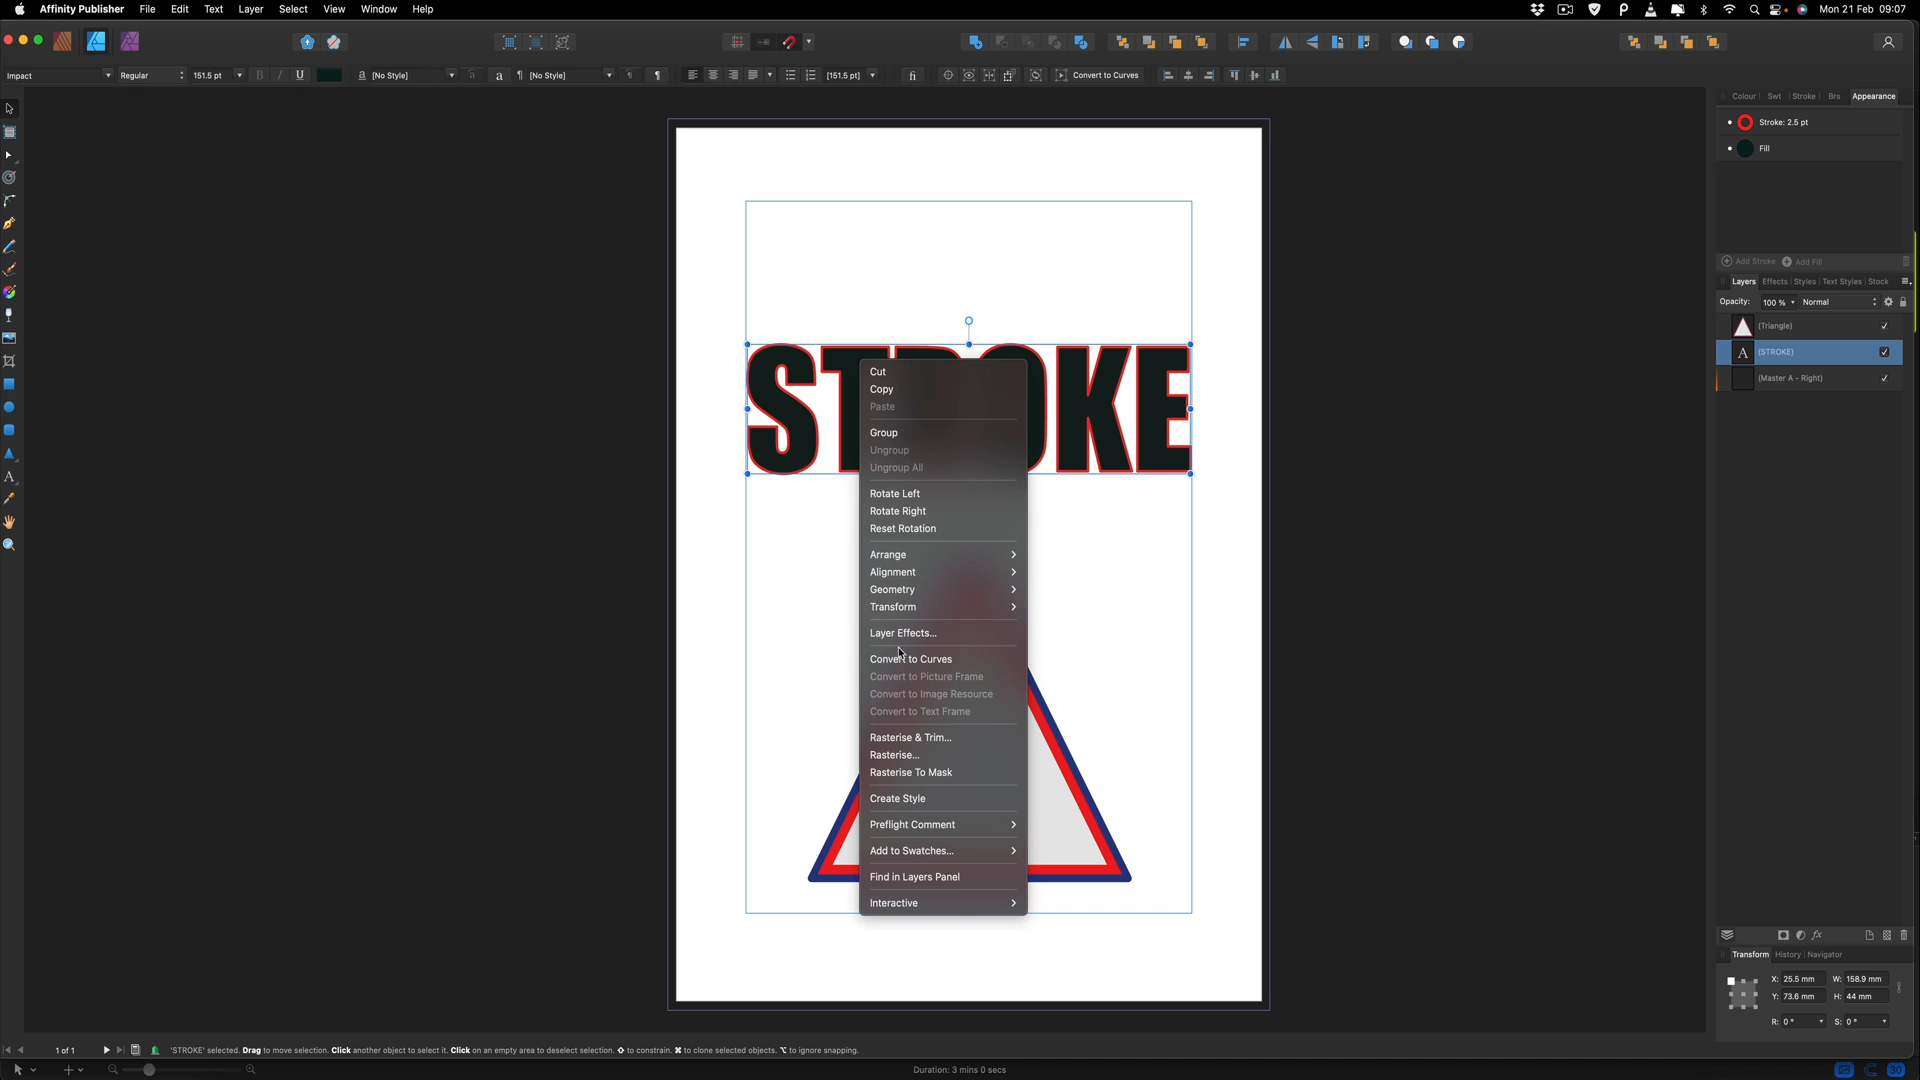 Affinity Publisher File Edit Text Layer Select View Window Help
Mon 21 Feb 09:07
Impact Regular 151.5 pt B I U a [No Style] a a ¶ [No Style] ¶ ¶ [151.5 pt] fi Convert to Curves
Colour Swt Stroke Brs Appearance
Stroke: 2.5 pt
Fill
Add Stroke Add Fill
Layers Effects Styles Text Styles Stock
Opacity: 100 % Normal
(Triangle)
A (STROKE)
(Master A - Right)
STROKE
Cut
Copy
Paste
Group
Ungroup
Ungroup All
Rotate Left
Rotate Right
Reset Rotation
Arrange
Alignment
Geometry
Transform
Layer Effects...
Convert to Curves
Convert to Picture Frame
Convert to Image Resource
Convert to Text Frame
Rasterise & Trim...
Rasterise...
Rasterise To Mask
Create Style
Preflight Comment
Add to Swatches...
Find in Layers Panel
Interactive
fx
Transform History Navigator
X: 25.5 mm W: 158.9 mm
Y: 73.6 mm H: 44 mm
R: 0 ° S: 0 °
1 of 1 'STROKE' selected. Drag to move selection. Click another object to select it. Click on an empty area to deselect selection. ⇧ to constrain. ⌘ to clone selected objects. ⌥ to ignore snapping.
Duration: 3 mins 0 secs
30